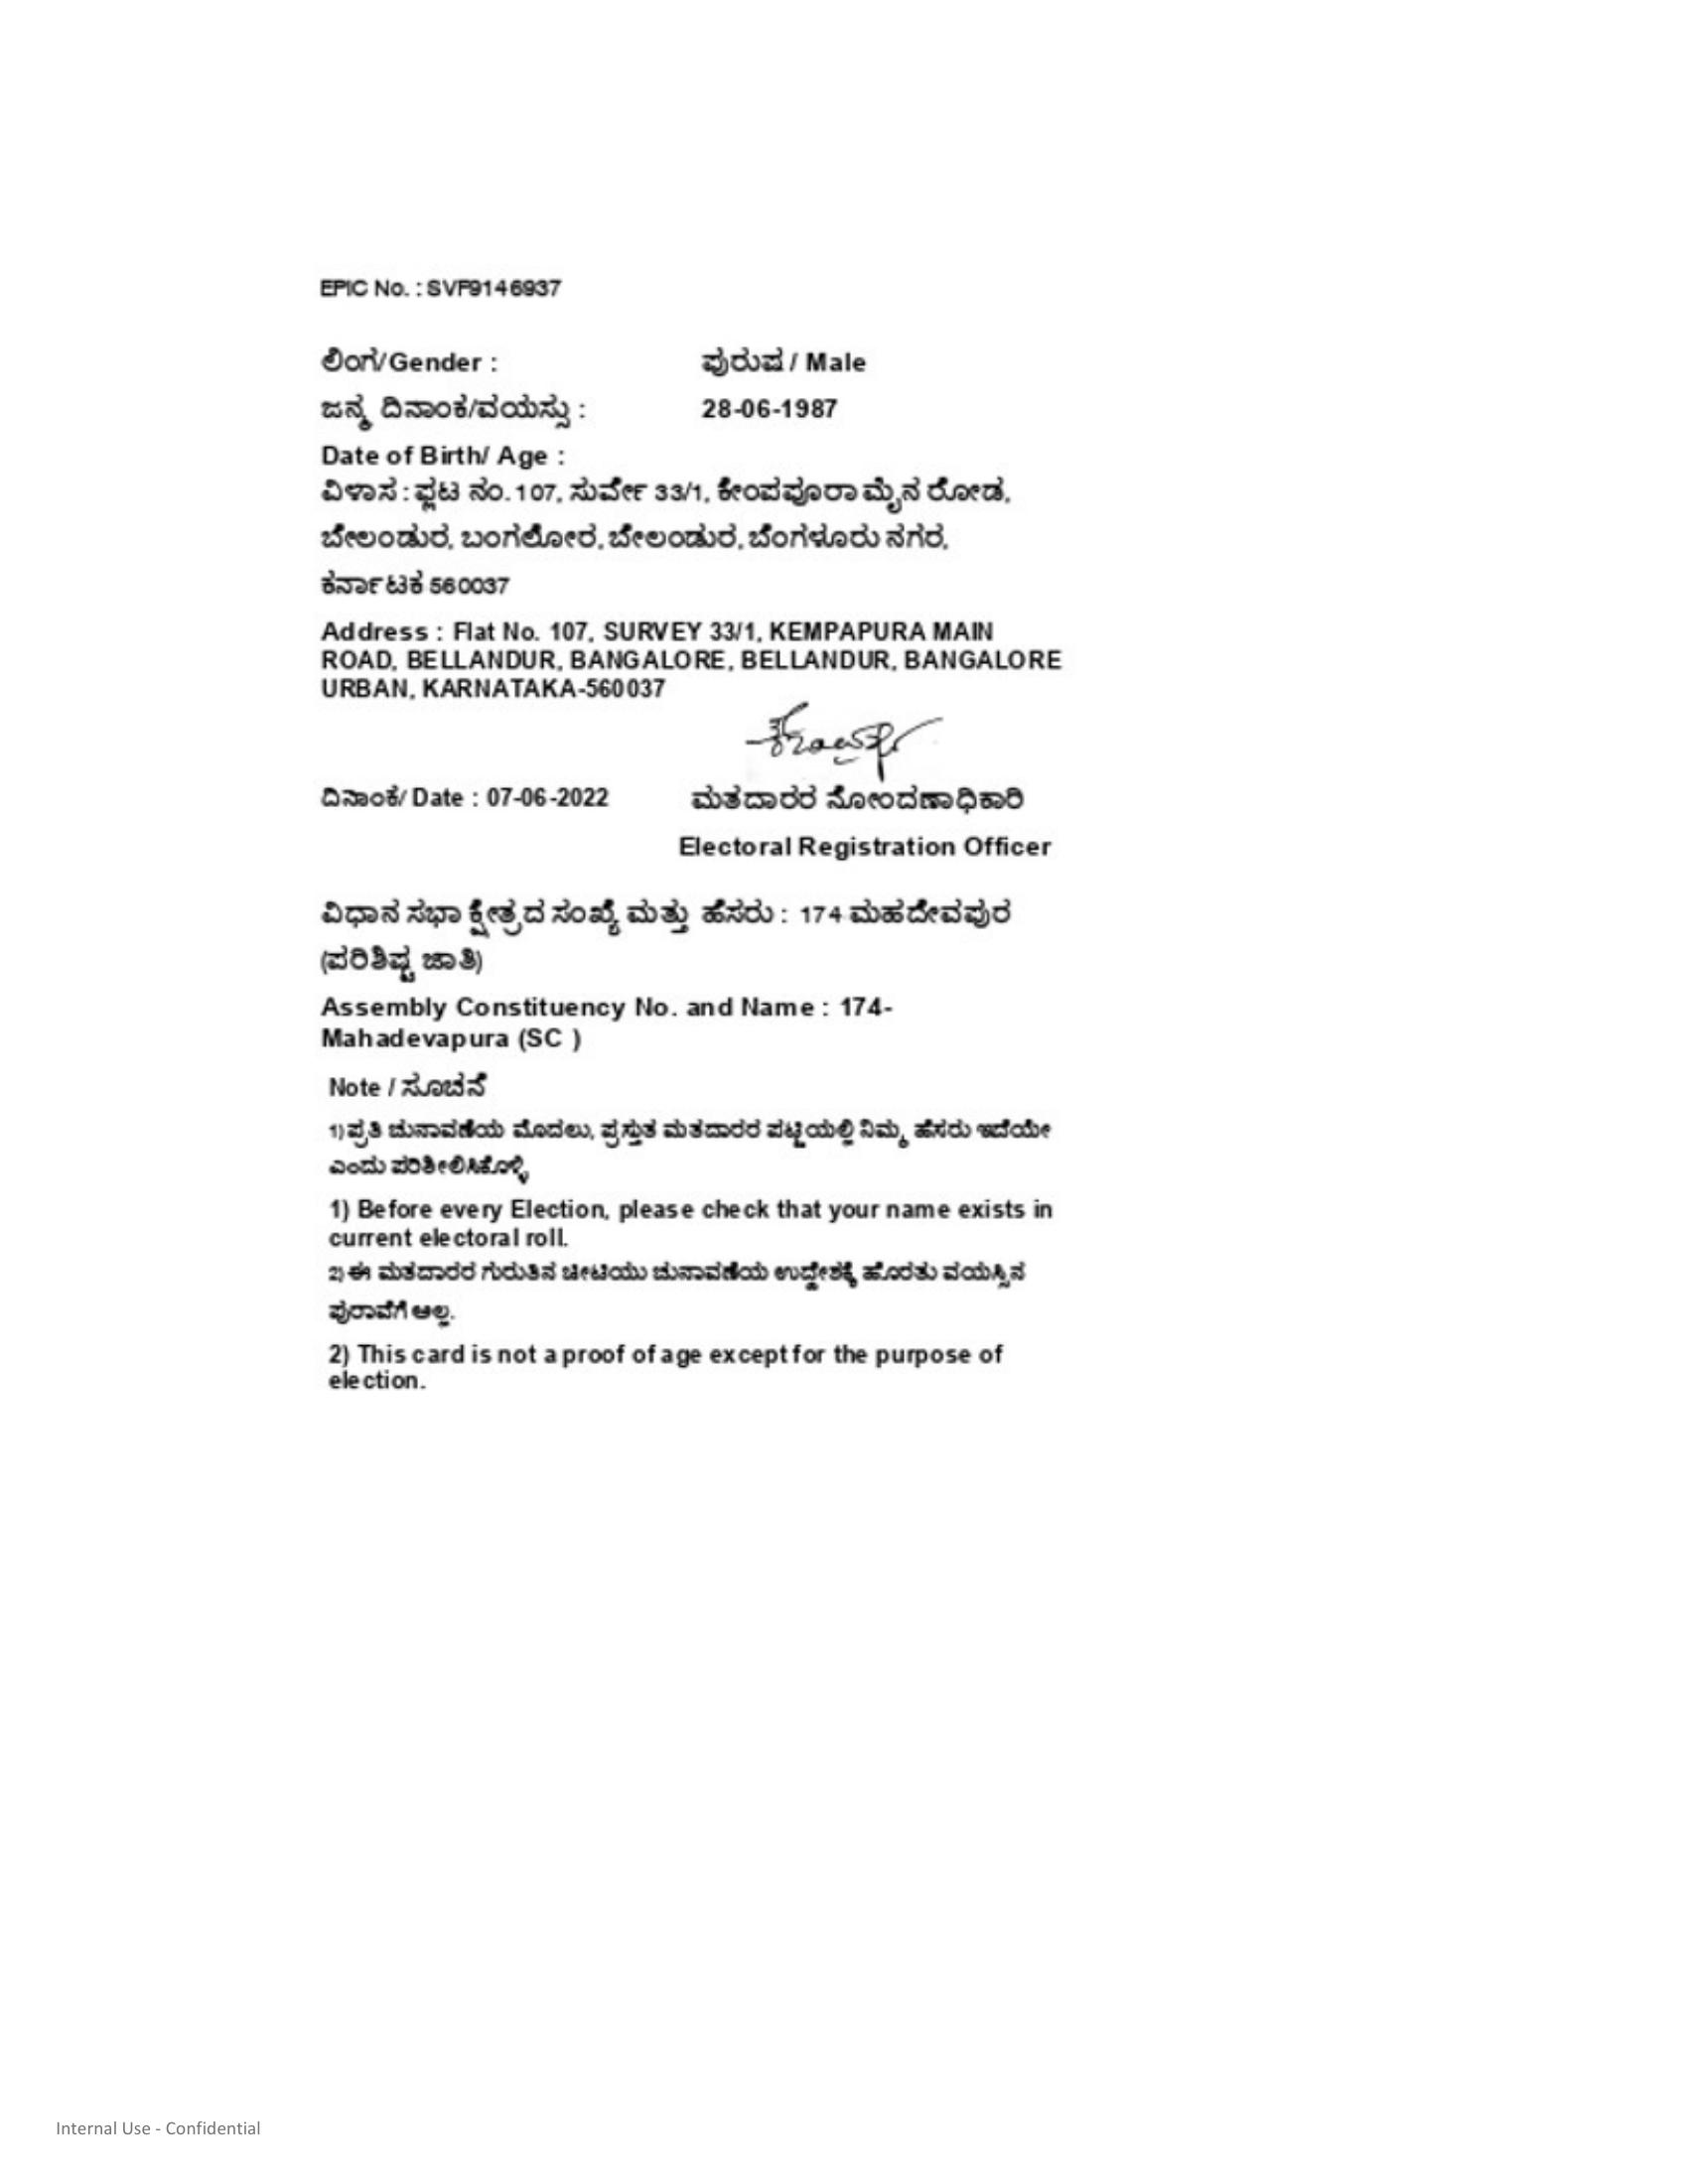 EPIC No. : SVF9146937
ಲಿಂಗ/Gender : ಪುರುಷ / Male
ಜನ್ಮ ದಿನಾಂಕ/ವಯಸ್ಸು : 28-06-1987
Date of Birth/ Age :
ವಿಳಾಸ : ಫ್ಲಟ ನಂ. 107, ಸುರ್ವೇ 33/1, ಕೇಂಪಪೂರಾ ಮೈನ ರೋಡ,
ಬೇಲಂಡುರ, ಬಂಗಲೋರ, ಬೇಲಂಡುರ, ಬೆಂಗಳೂರು ನಗರ,
ಕರ್ನಾಟಕ 560037
Address : Flat No. 107, SURVEY 33/1, KEMPAPURA MAIN
ROAD, BELLANDUR, BANGALORE, BELLANDUR, BANGALORE
URBAN, KARNATAKA-560037
ದಿನಾಂಕ/ Date : 07-06-2022 ಮತದಾರರ ನೋಂದಣಾಧಿಕಾರಿ
Electoral Registration Officer
ವಿಧಾನ ಸಭಾ ಕ್ಷೇತ್ರದ ಸಂಖ್ಯೆ ಮತ್ತು ಹೆಸರು : 174 ಮಹದೇವಪುರ
(ಪರಿಶಿಷ್ಟ ಜಾತಿ)
Assembly Constituency No. and Name : 174-
Mahadevapura (SC )
Note / ಸೂಚನೆ
1) ಪ್ರತಿ ಚುನಾವಣೆಯ ಮೊದಲು, ಪ್ರಸ್ತುತ ಮತದಾರರ ಪಟ್ಟಿಯಲ್ಲಿ ನಿಮ್ಮ ಹೆಸರು ಇದೆಯೇ
ಎಂದು ಪರಿಶೀಲಿಸಿಕೊಳ್ಳಿ
1) Before every Election, please check that your name exists in
current electoral roll.
2) ಈ ಮತದಾರರ ಗುರುತಿನ ಚೀಟಿಯು ಚುನಾವಣೆಯ ಉದ್ದೇಶಕ್ಕೆ ಹೊರತು ವಯಸ್ಸಿನ
ಪುರಾವೆಗೆ ಅಲ್ಲ.
2) This card is not a proof of age except for the purpose of
election.
Internal Use - Confidential